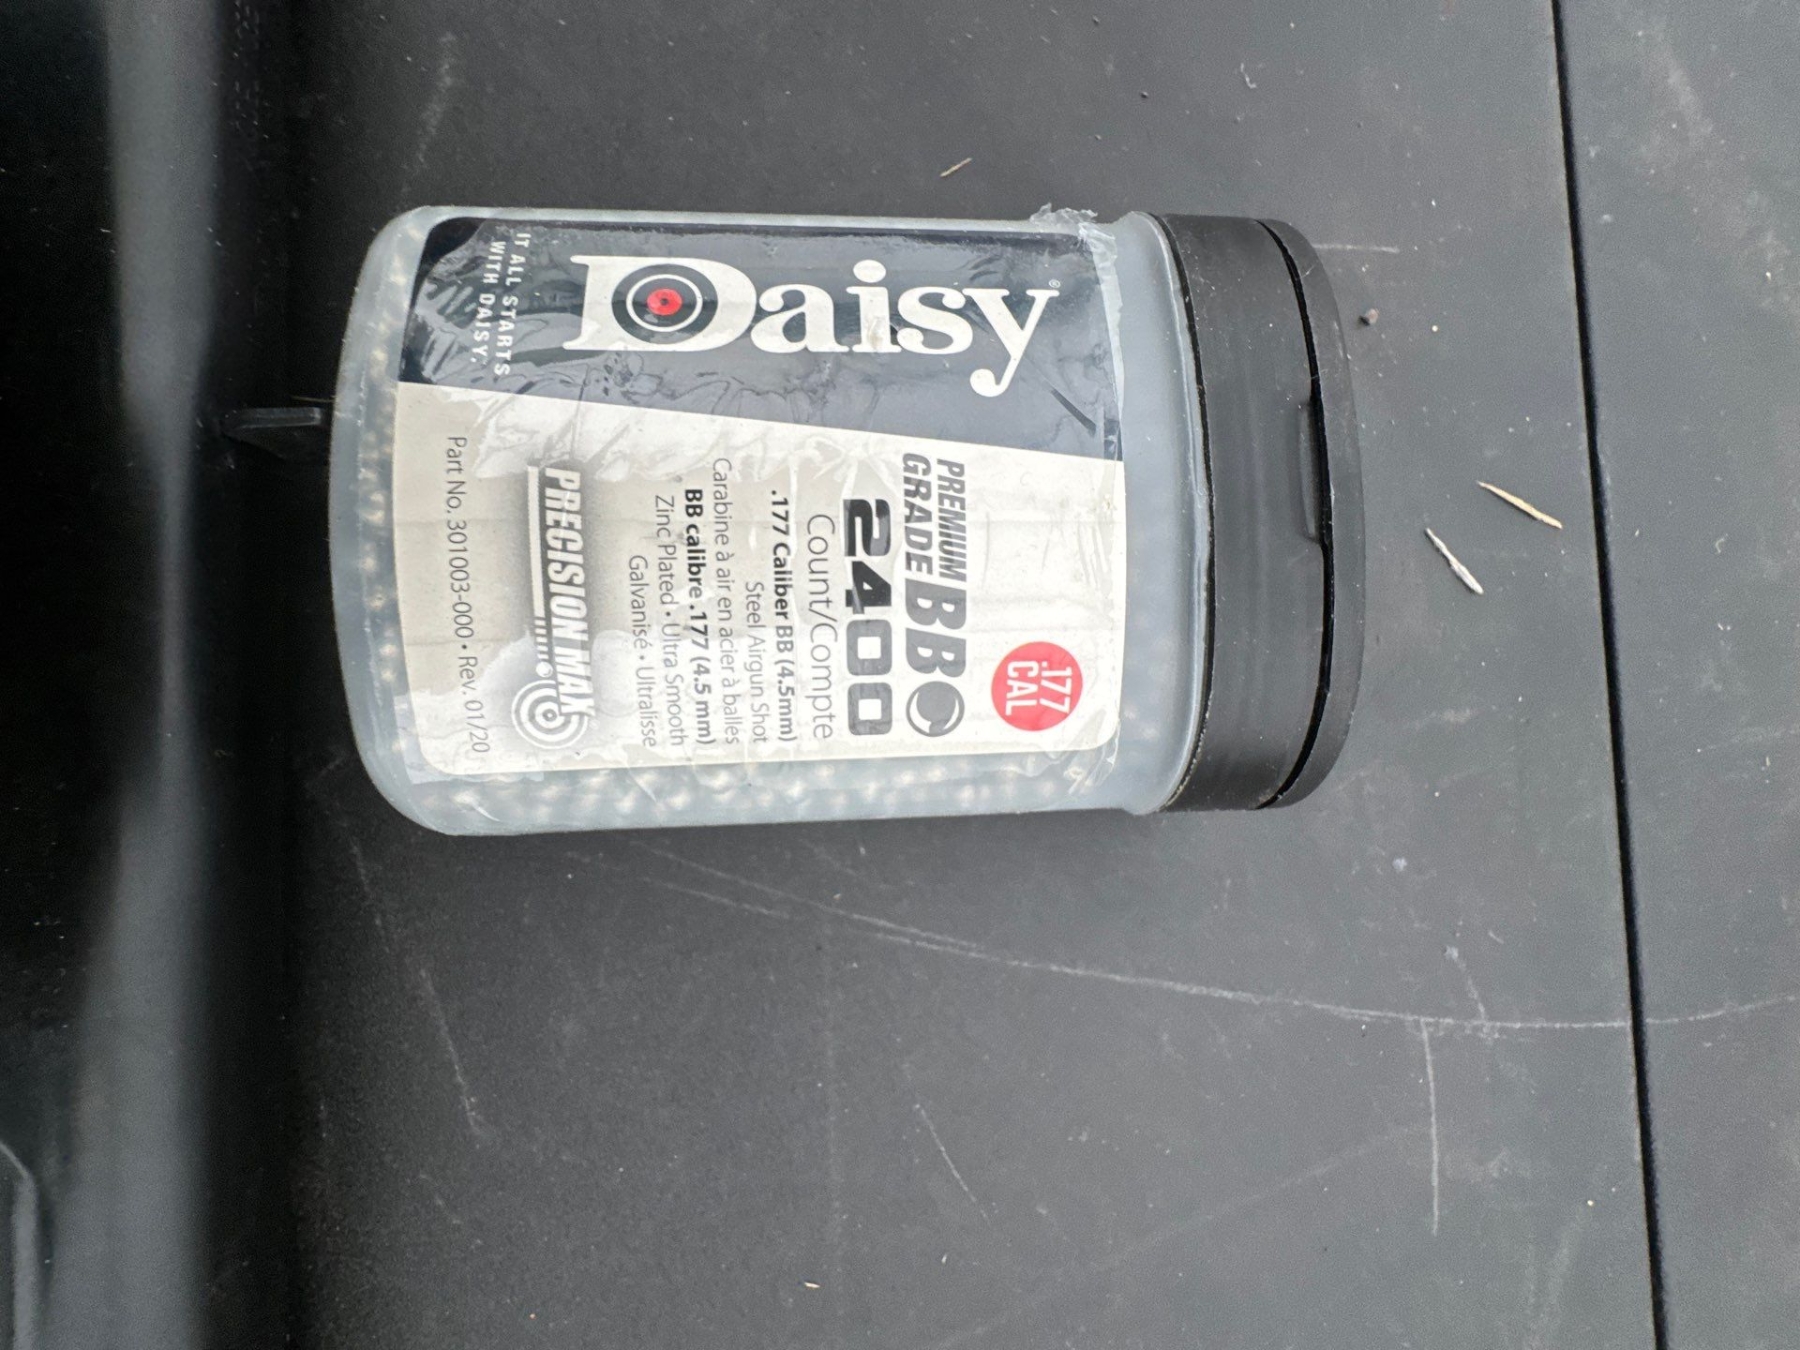 Daisy®
IT ALL STARTS
WITH DAISY.
.177
CAL
PREMIUM
GRADE BB
2400
Count/Compte
.177 Caliber BB (4.5mm)
Steel Airgun Shot
Carabine à air en acier à balles
BB calibre .177 (4.5 mm)
Zinc Plated • Ultra Smooth
Galvanisé • Ultralisse
PRECISION MAX
Part No. 301003-000 • Rev. 01/20